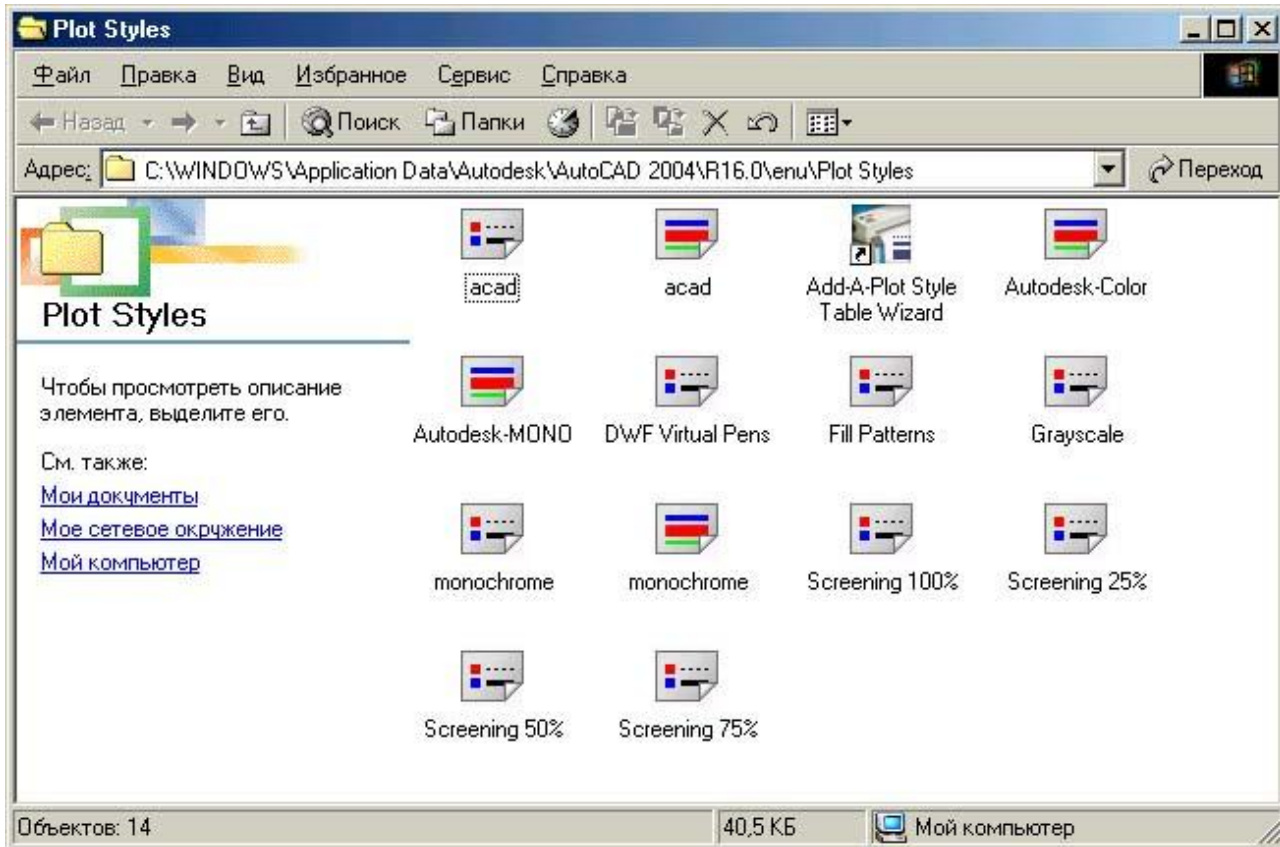 Plot Styles
Файл Правка Вид Избранное Сервис Справка
Назад Поиск Папки
Адрес: C:\WINDOWS\Application Data\Autodesk\AutoCAD 2004\R16.0\enu\Plot Styles Переход
Plot Styles
Чтобы просмотреть описание
элемента, выделите его.
См. также:
Мои документы
Мое сетевое окружение
Мой компьютер
acad
acad
Add-A-Plot Style
Table Wizard
Autodesk-Color
Autodesk-MONO
DWF Virtual Pens
Fill Patterns
Grayscale
monochrome
monochrome
Screening 100%
Screening 25%
Screening 50%
Screening 75%
Объектов: 14 40,5 КБ Мой компьютер